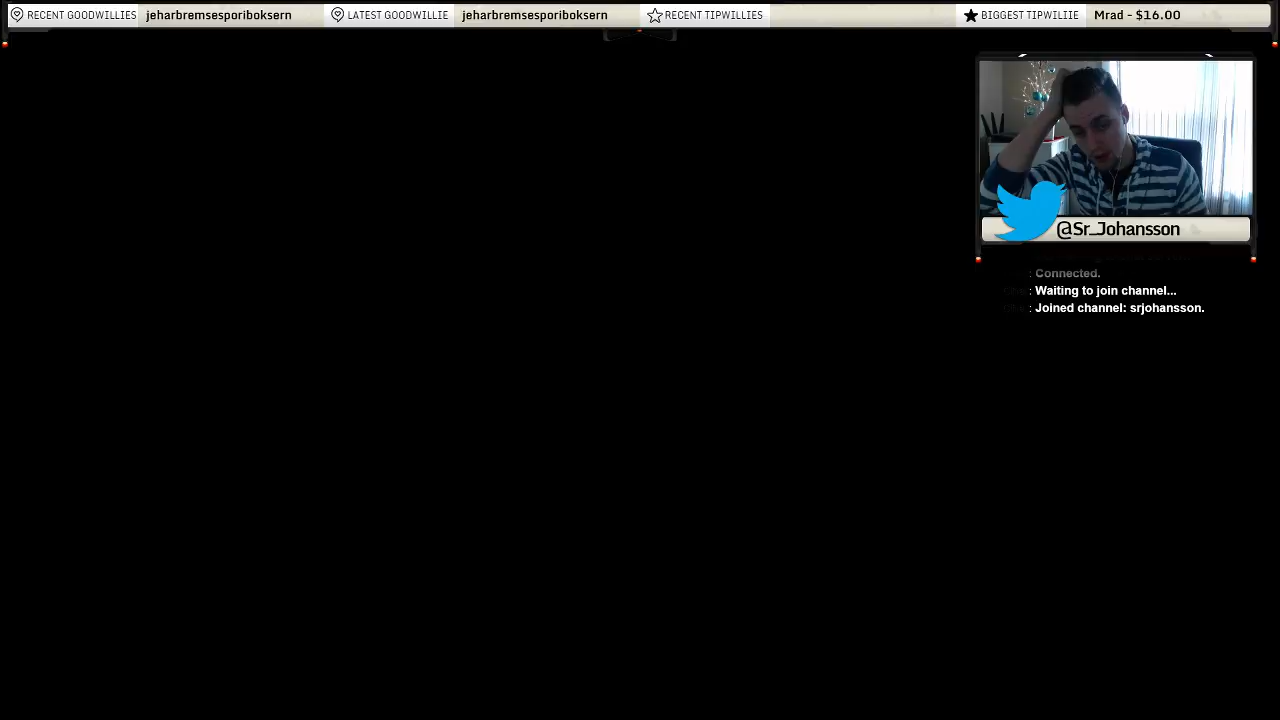 RECENT GOODWILLIES jeharbremsesporiboksern LATEST GOODWILLIE jeharbremsesporiboksern RECENT TIPWILLIES BIGGEST TIPWILIIE Mrad - $16.00
@Sr_Johansson
: Connected.
: Waiting to join channel...
: Joined channel: srjohansson.